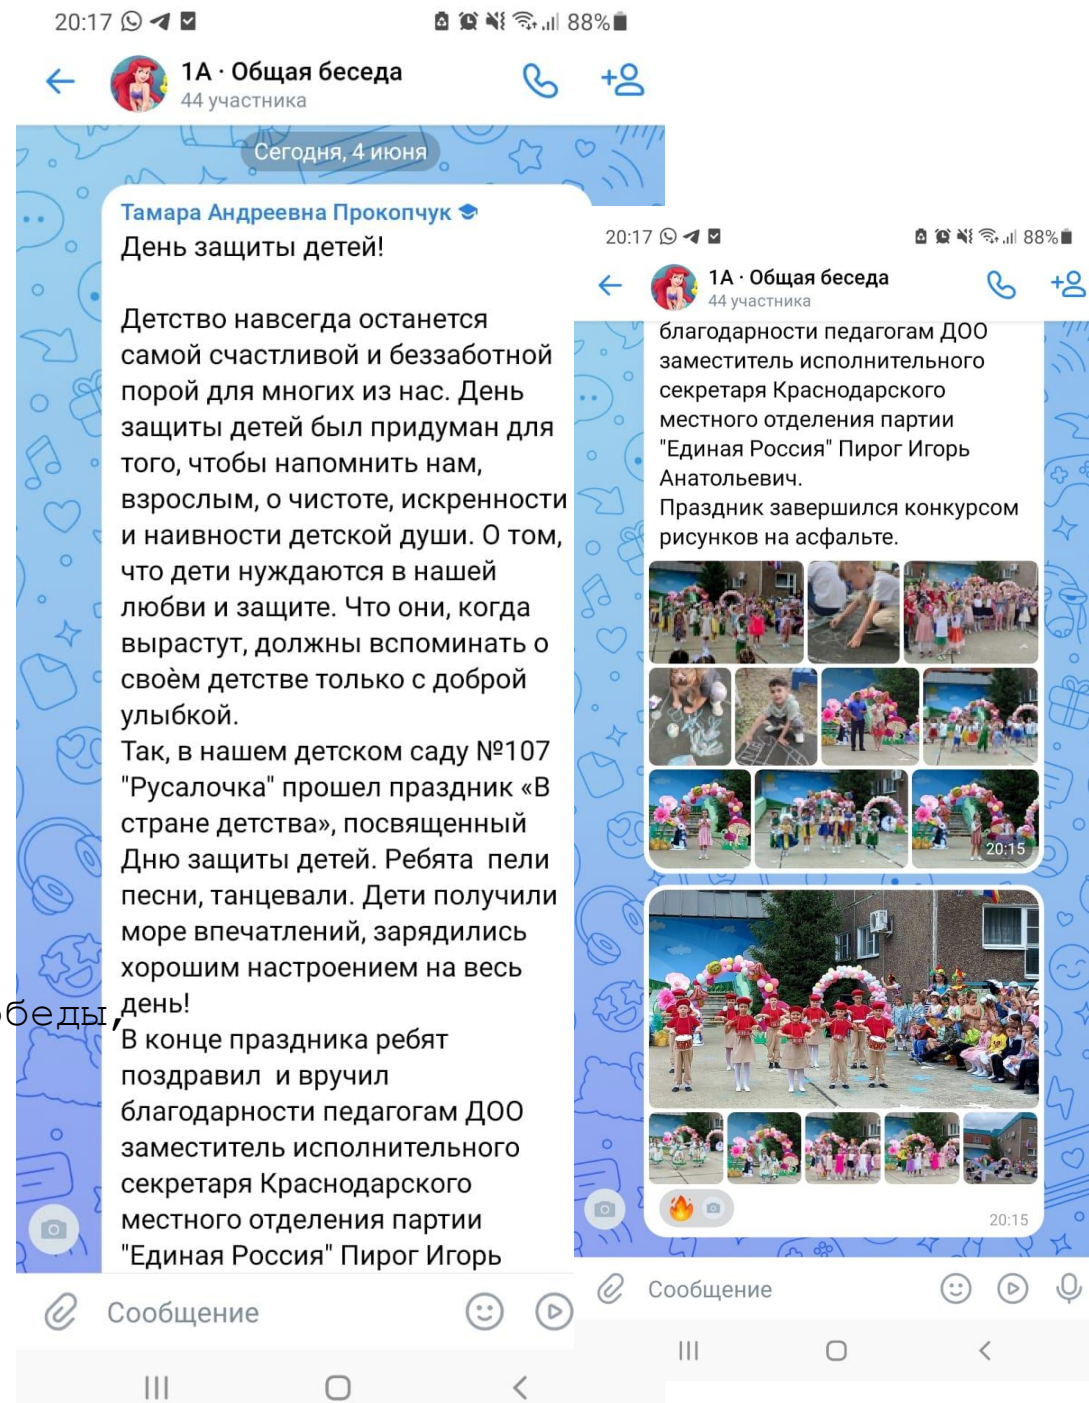 20:17
88%
1А · Общая беседа
44 участника
Сегодня, 4 июня
Тамара Андреевна Прокопчук
День защиты детей!
Детство навсегда останется
самой счастливой и беззаботной
порой для многих из нас. День
защиты детей был придуман для
того, чтобы напомнить нам,
взрослым, о чистоте, искренности
и наивности детской души. О том,
что дети нуждаются в нашей
любви и защите. Что они, когда
вырастут, должны вспоминать о
своѐм детстве только с доброй
улыбкой.
Так, в нашем детском саду №107
"Русалочка" прошел праздник «В
стране детства», посвященный
Дню защиты детей. Ребята  пели
песни, танцевали. Дети получили
море впечатлений, зарядились
хорошим настроением на весь
день!
В конце праздника ребят
поздравил  и вручил
благодарности педагогам ДОО
заместитель исполнительного
секретаря Краснодарского
местного отделения партии
"Единая Россия" Пирог Игорь
Сообщение
беды,
20:17
88%
1А · Общая беседа
44 участника
благодарности педагогам ДОО
заместитель исполнительного
секретаря Краснодарского
местного отделения партии
"Единая Россия" Пирог Игорь
Анатольевич.
Праздник завершился конкурсом
рисунков на асфальте.
20:15
20:15
Сообщение